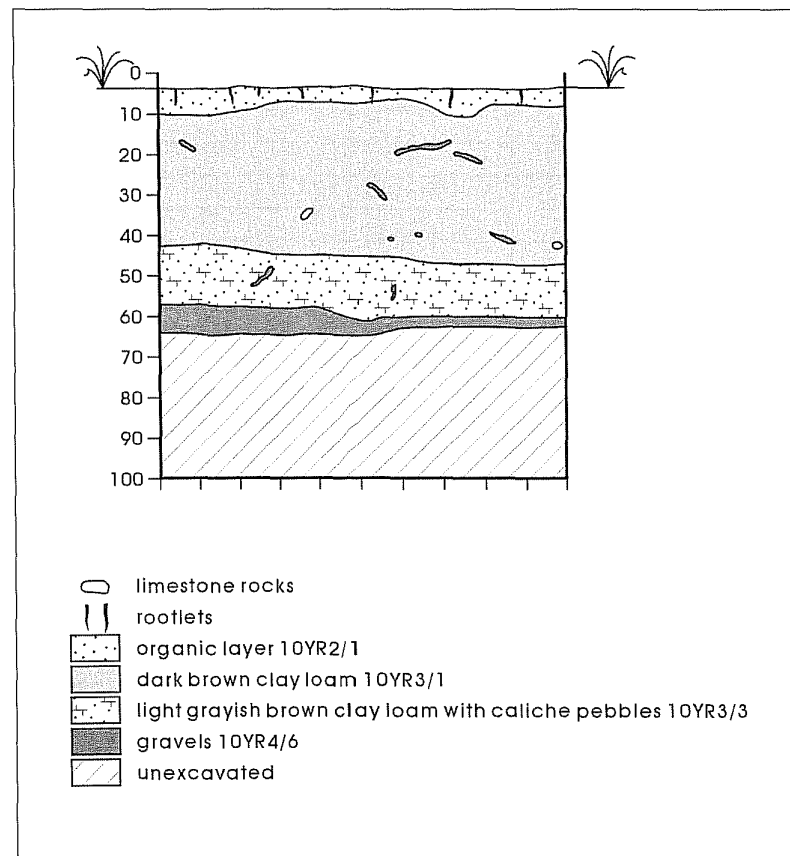 0
10
20
30
40
50
60
70
80
90
100
limestone rocks
rootlets
organic layer 10YR2/1
dark brown clay loam 10YR3/1
light grayish brown clay loam with caliche pebbles 10YR3/3
gravels 10YR4/6
unexcavated